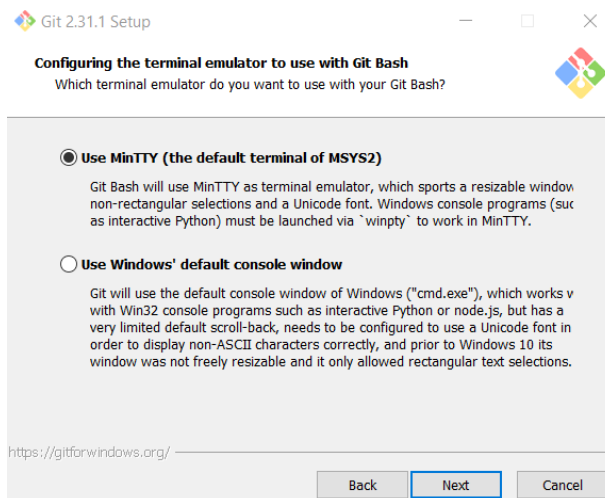 Git 2.31.1 Setup
Configuring the terminal emulator to use with Git Bash
Which terminal emulator do you want to use with your Git Bash?
Use MinTTY (the default terminal of MSYS2)
Git Bash will use MinTTY as terminal emulator, which sports a resizable window
non-rectangular selections and a Unicode font. Windows console programs (suc
as interactive Python) must be launched via `winpty` to work in MinTTY.
Use Windows' default console window
Git will use the default console window of Windows ("cmd.exe"), which works
with Win32 console programs such as interactive Python or node.js, but has a
very limited default scroll-back, needs to be configured to use a Unicode font in
order to display non-ASCII characters correctly, and prior to Windows 10 its
window was not freely resizable and it only allowed rectangular text selections.
https://gitforwindows.org/
Back Next Cancel